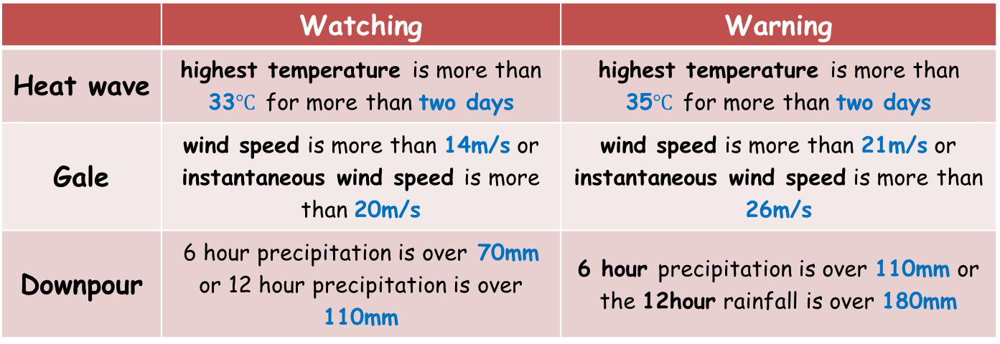 Watching Warning
Heat wave
highest temperature is more than
33℃ for more than two days
highest temperature is more than
35℃ for more than two days
Gale
wind speed is more than 14m/s or
instantaneous wind speed is more
than 20m/s
wind speed is more than 21m/s or
instantaneous wind speed is more than
26m/s
Downpour
6 hour precipitation is over 70mm
or 12 hour precipitation is over
110mm
6 hour precipitation is over 110mm or
the 12hour rainfall is over 180mm